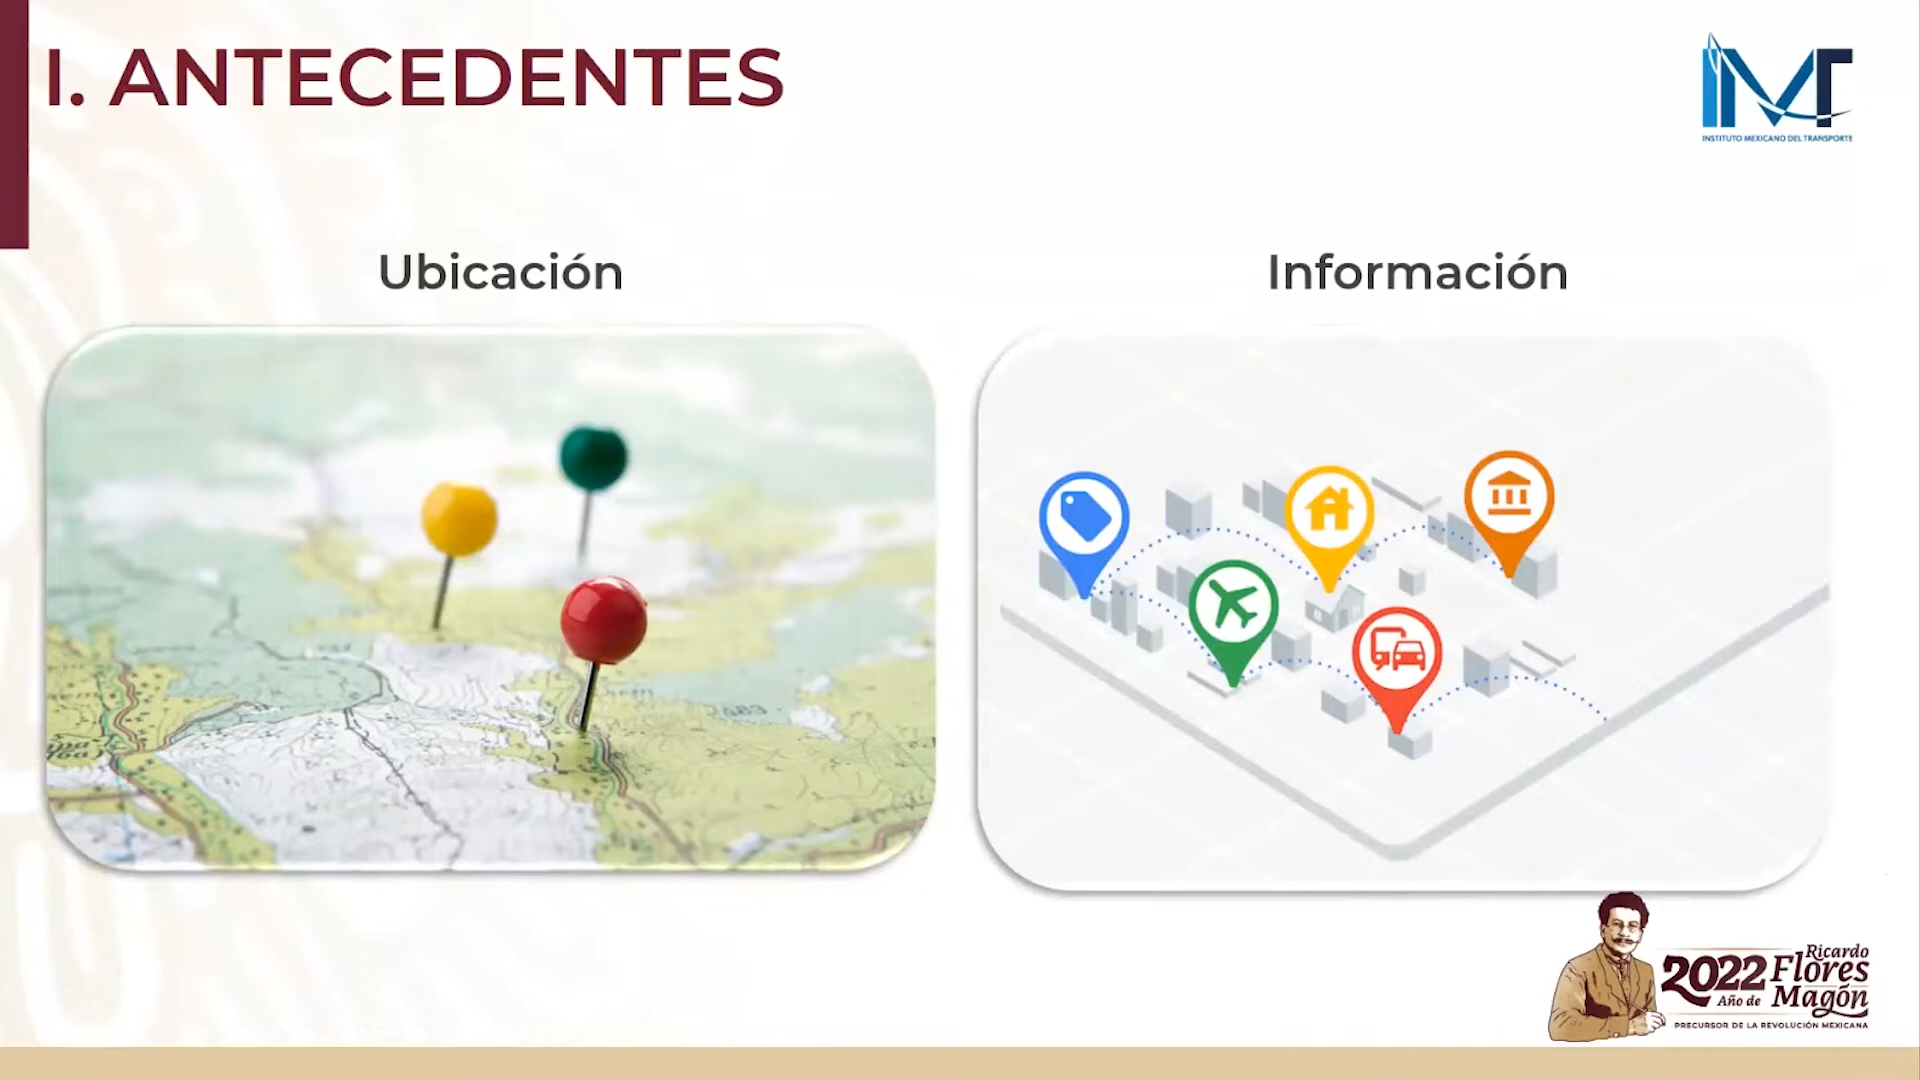 I. ANTECEDENTES
INSTITUTO MEXICANO DEL TRANSPORTE
Ubicación
Información
2022 Ricardo
Flores
Año de Magón
PRECURSOR DE LA REVOLUCIÓN MEXICANA